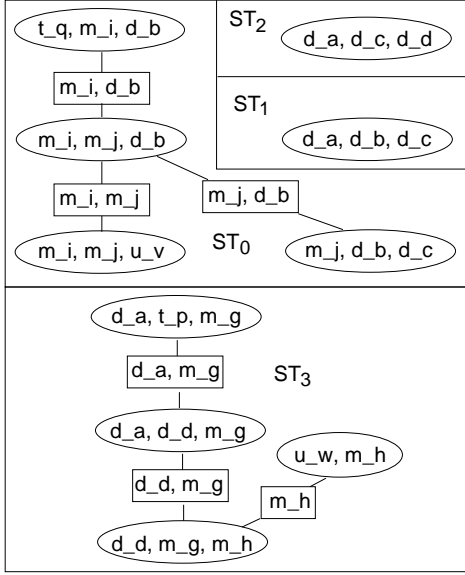 t_q, m_i, d_b
m_i, d_b
m_i, m_j, d_b
m_i, m_j
m_j, d_b
m_i, m_j, u_v
ST0
m_j, d_b, d_c
ST2
d_a, d_c, d_d
ST1
d_a, d_b, d_c
d_a, t_p, m_g
d_a, m_g
ST3
d_a, d_d, m_g
u_w, m_h
d_d, m_g
m_h
d_d, m_g, m_h